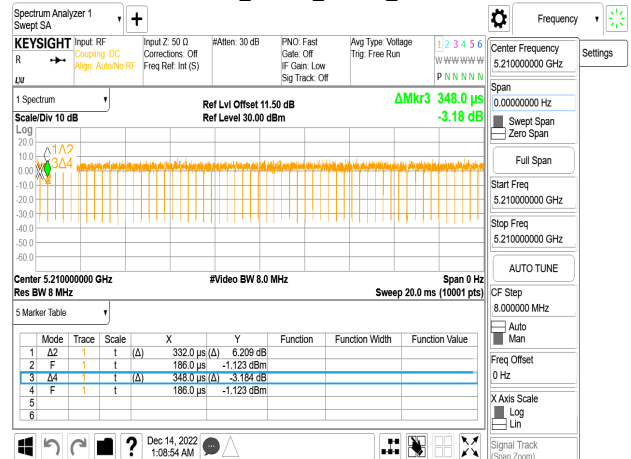 Spectrum Analyzer 1
Swept SA
Frequency
KEYSIGHT
R
Input: RF
Coupling: DC
Align: Auto/No RF
Input Z: 50 Ω
Corrections: Off
Freq Ref: Int (S)
#Atten: 30 dB
PNO: Fast
Gate: Off
IF Gain: Low
Sig Track: Off
Avg Type: Voltage
Trig: Free Run
1 2 3 4 5 6
W W W W W W
P N N N N N
1 Spectrum
Scale/Div 10 dB
Ref Lvl Offset 11.50 dB
Ref Level 30.00 dBm
ΔMkr3 348.0 µs
-3.18 dB
Log
20.0
10.0
0.00
-10.0
-20.0
-30.0
-40.0
-50.0
-60.0
1Δ2
3Δ4
Center 5.210000000 GHz
Res BW 8 MHz
#Video BW 8.0 MHz
Span 0 Hz
Sweep 20.0 ms (10001 pts)
5 Marker Table
Mode Trace Scale X Y Function Function Width Function Value
1 Δ2 1 t (Δ) 332.0 µs (Δ) 6.209 dB
2 F 1 t 186.0 µs -1.123 dBm
3 Δ4 1 t (Δ) 348.0 µs (Δ) -3.184 dB
4 F 1 t 186.0 µs -1.123 dBm
5
6
Dec 14, 2022
1:08:54 AM
Center Frequency
5.210000000 GHz
Settings
Span
0.00000000 Hz
Swept Span
Zero Span
Full Span
Start Freq
5.210000000 GHz
Stop Freq
5.210000000 GHz
AUTO TUNE
CF Step
8.000000 MHz
Auto
Man
Freq Offset
0 Hz
X Axis Scale
Log
Lin
Signal Track
(Span Zoom)